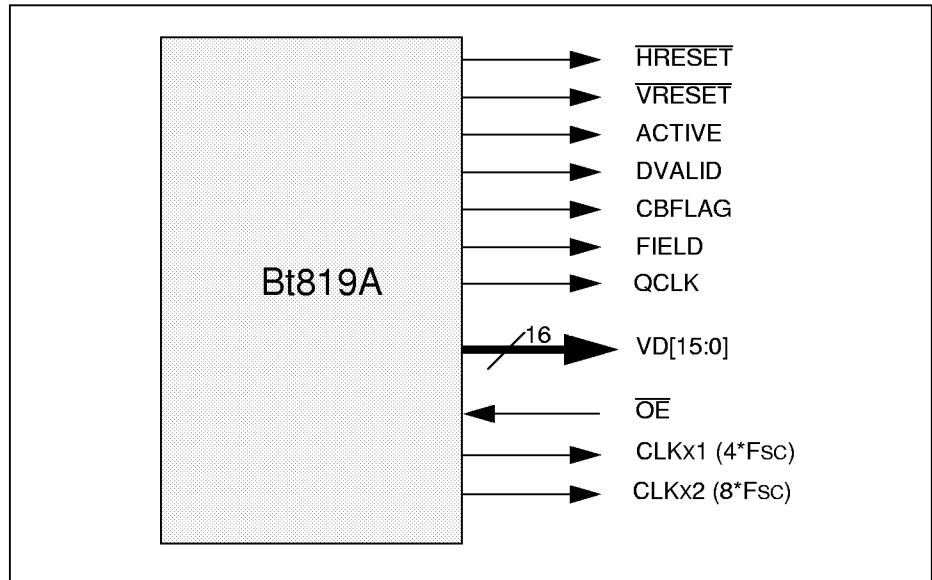 HRESET
VRESET
ACTIVE
DVALID
CBFLAG
FIELD
Bt819A
QCLK
16
VD[15:0]
OE
CLKx1 (4*Fsc)
CLKx2 (8*Fsc)